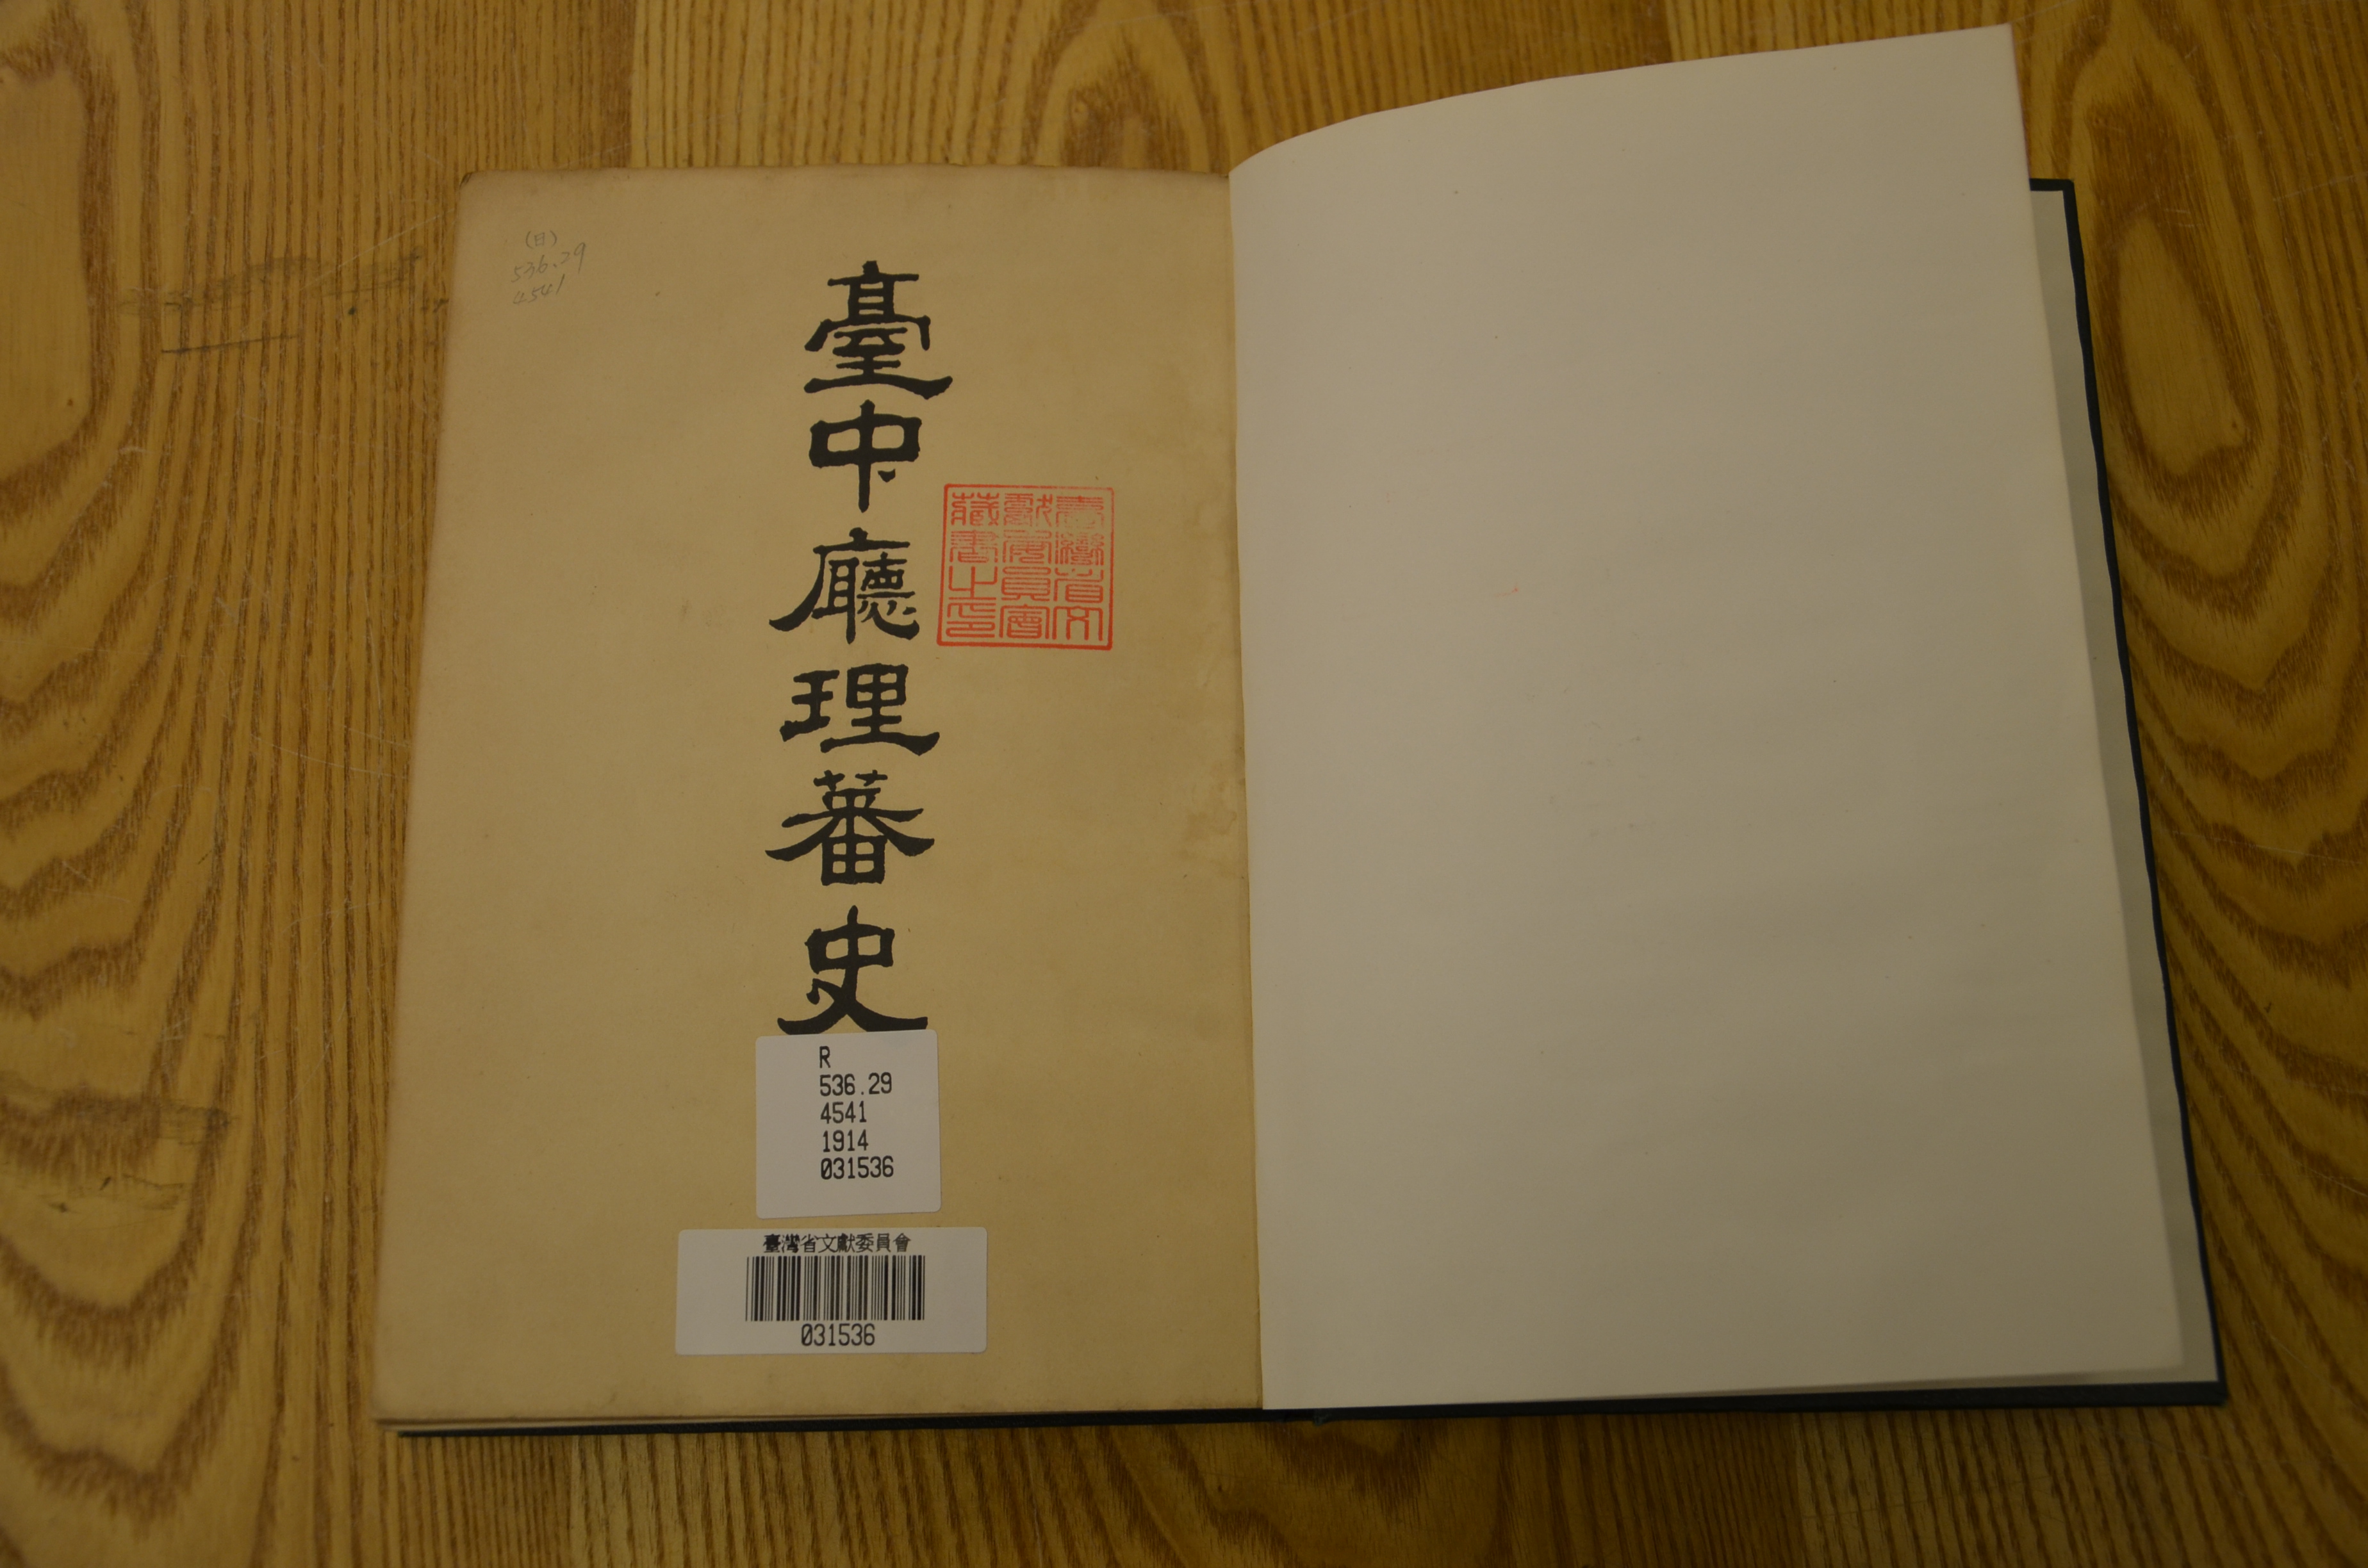 (日)
536.29
4541
臺中廳理蕃史
臺灣省文
獻委員會
藏書之印
R
536.29
4541
1914
031536
臺灣省文獻委員會
031536